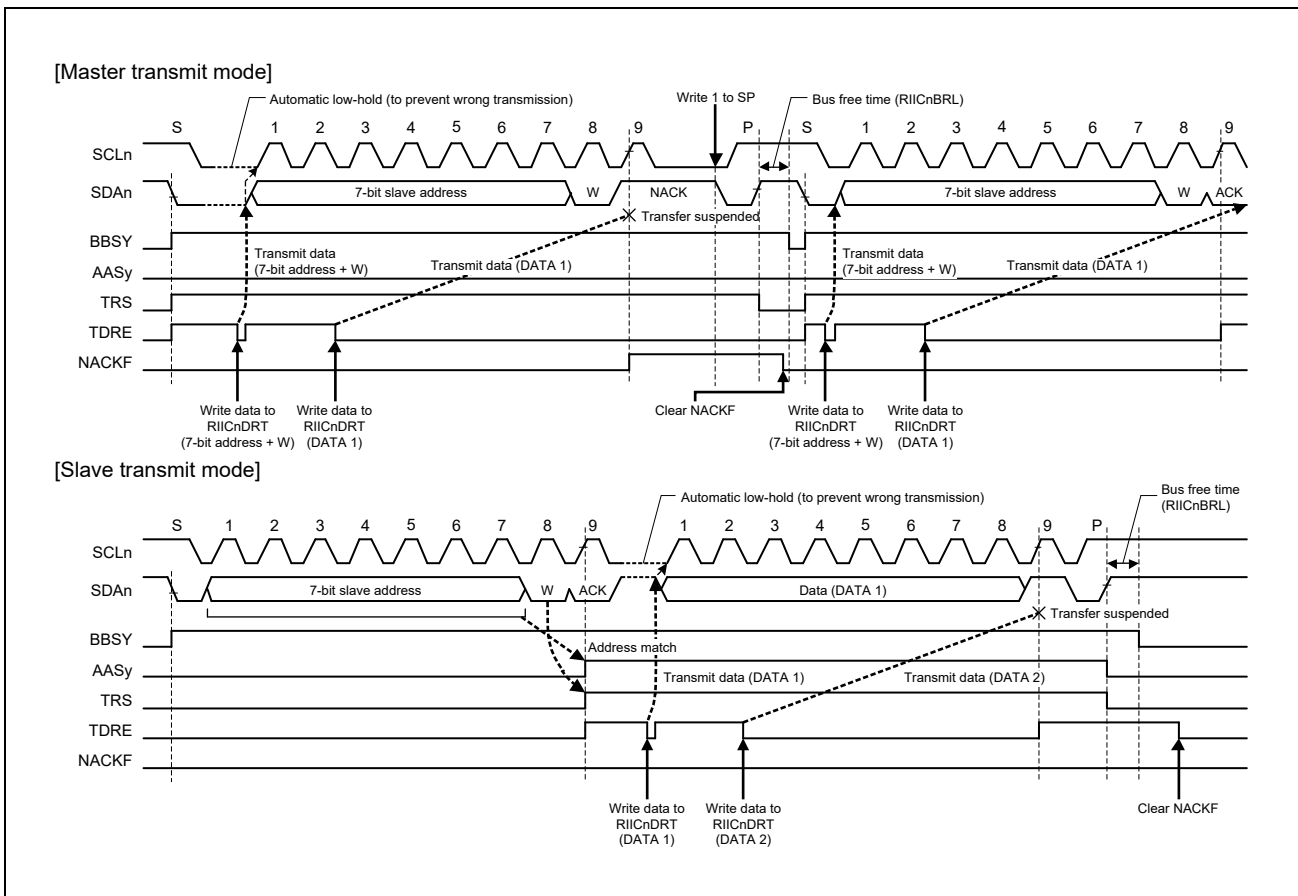 [Master transmit mode]
Automatic low-hold (to prevent wrong transmission)
Write 1 to SP
Bus free time (RIICnBRL)
S 1 2 3 4 5 6 7 8 9 P S 1 2 3 4 5 6 7 8 9
SCLn
SDAn 7-bit slave address W NACK 7-bit slave address W ACK
Transfer suspended
BBSY
Transmit data
(7-bit address + W)
Transmit data (DATA 1)
Transmit data
(7-bit address + W)
Transmit data (DATA 1)
AASy
TRS
TDRE
NACKF
Write data to
RIICnDRT
(7-bit address + W)
Write data to
RIICnDRT
(DATA 1)
Clear NACKF
Write data to
RIICnDRT
(7-bit address + W)
Write data to
RIICnDRT
(DATA 1)
[Slave transmit mode]
Automatic low-hold (to prevent wrong transmission)
Bus free time
(RIICnBRL)
S 1 2 3 4 5 6 7 8 9 1 2 3 4 5 6 7 8 9 P
SCLn
SDAn 7-bit slave address W ACK Data (DATA 1)
Transfer suspended
BBSY
Address match
AASy
Transmit data (DATA 1) Transmit data (DATA 2)
TRS
TDRE
NACKF
Write data to
RIICnDRT
(DATA 1)
Write data to
RIICnDRT
(DATA 2)
Clear NACKF